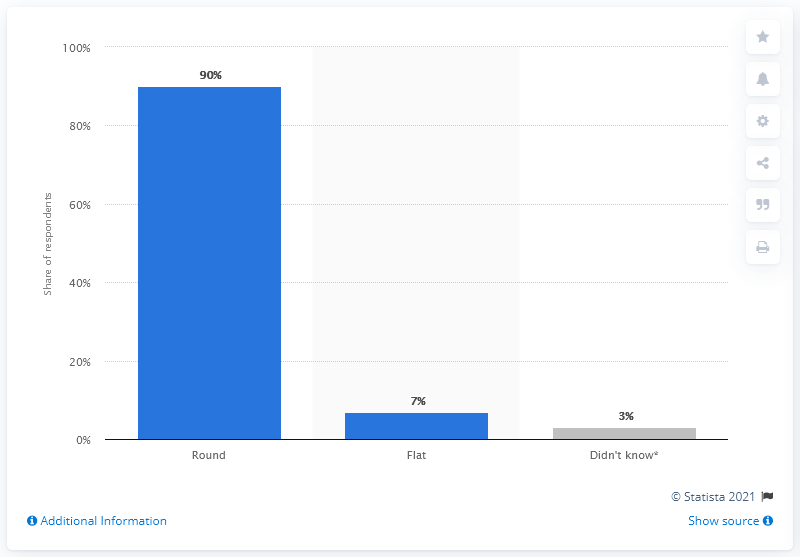 100%
80%
60%
40%
20%
0%
Share of respondents
90%
7%
3%
Round
Flat
Didn't know*
© Statista 2021
Additional Information
Show source